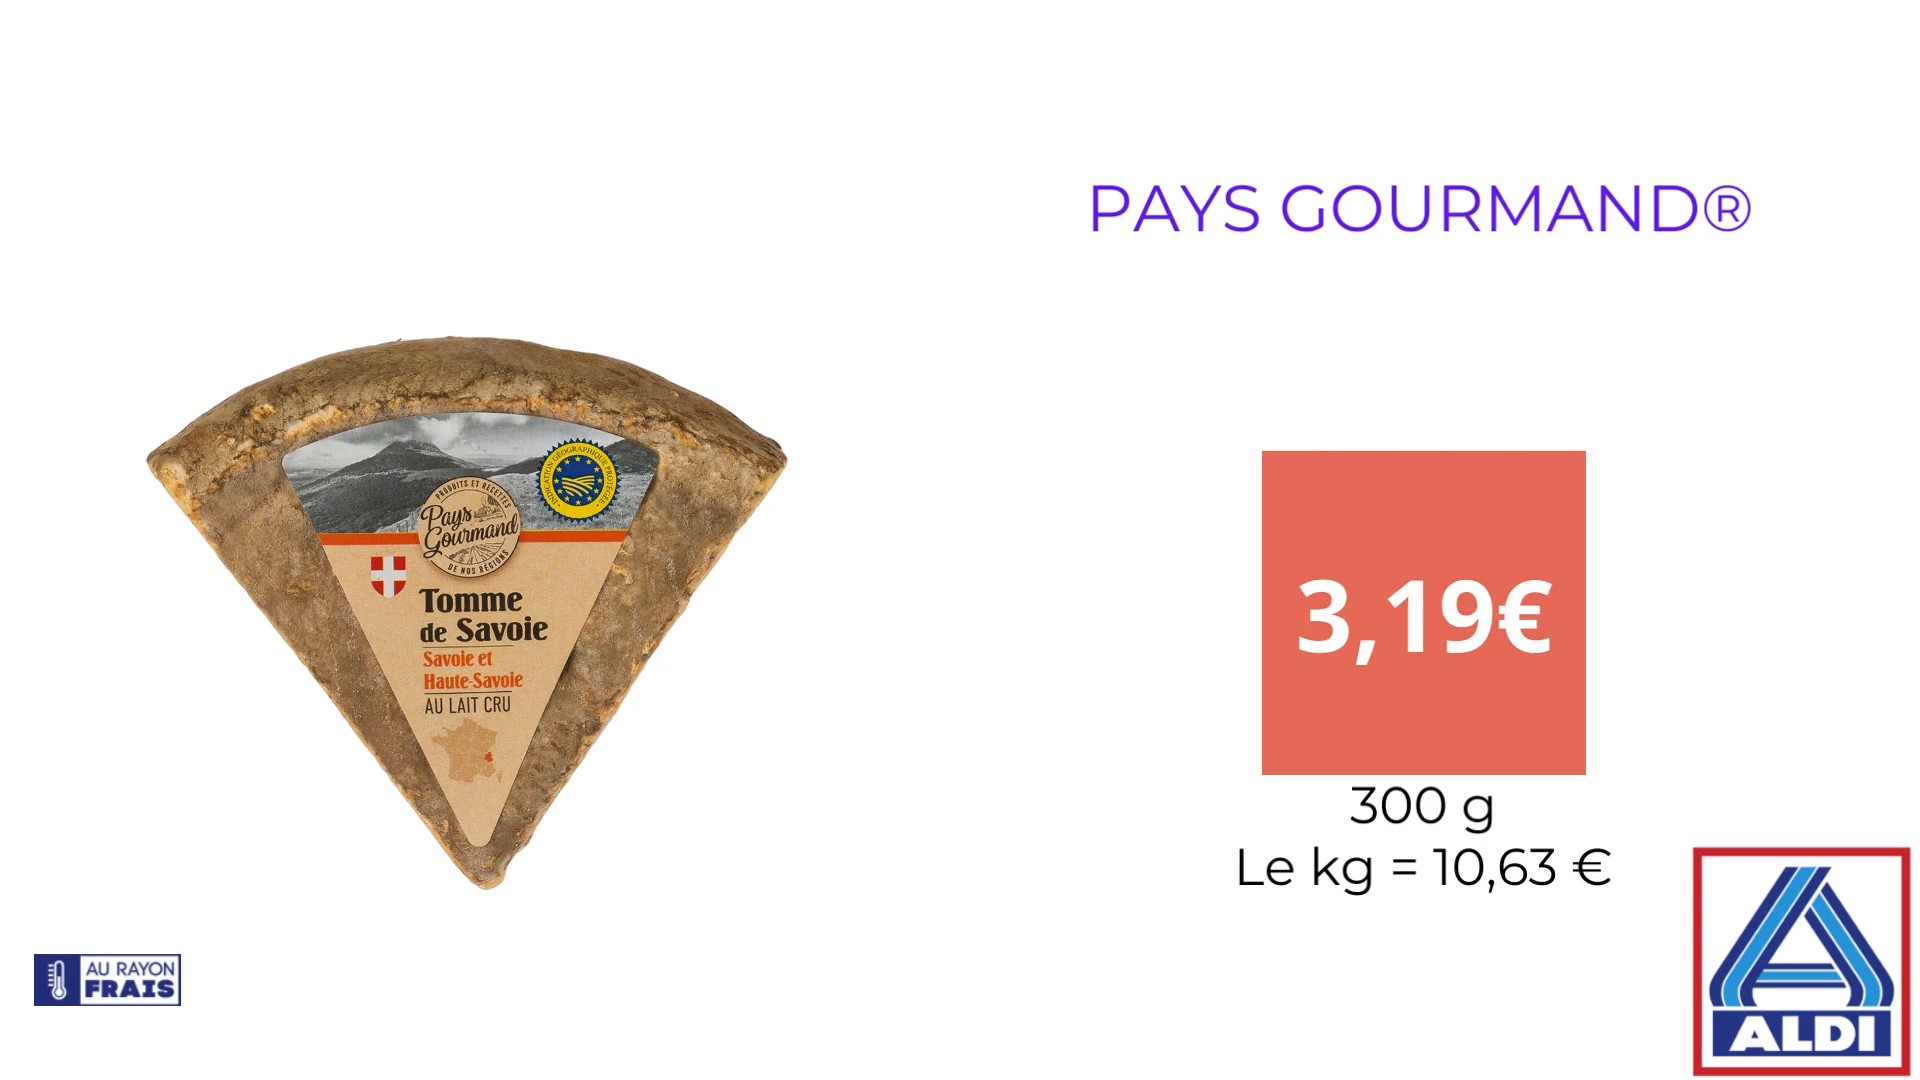 PAYS GOURMAND®
INDICATION GÉOGRAPHIQUE PROTÉGÉE
PRODUITS ET RECETTES
Pays
Gourmand
DE NOS RÉGIONS
Tomme
de Savoie
Savoie et
Haute-Savoie
AU LAIT CRU
3,19€
300 g
Le kg = 10,63 €
AU RAYON
FRAIS
ALDI